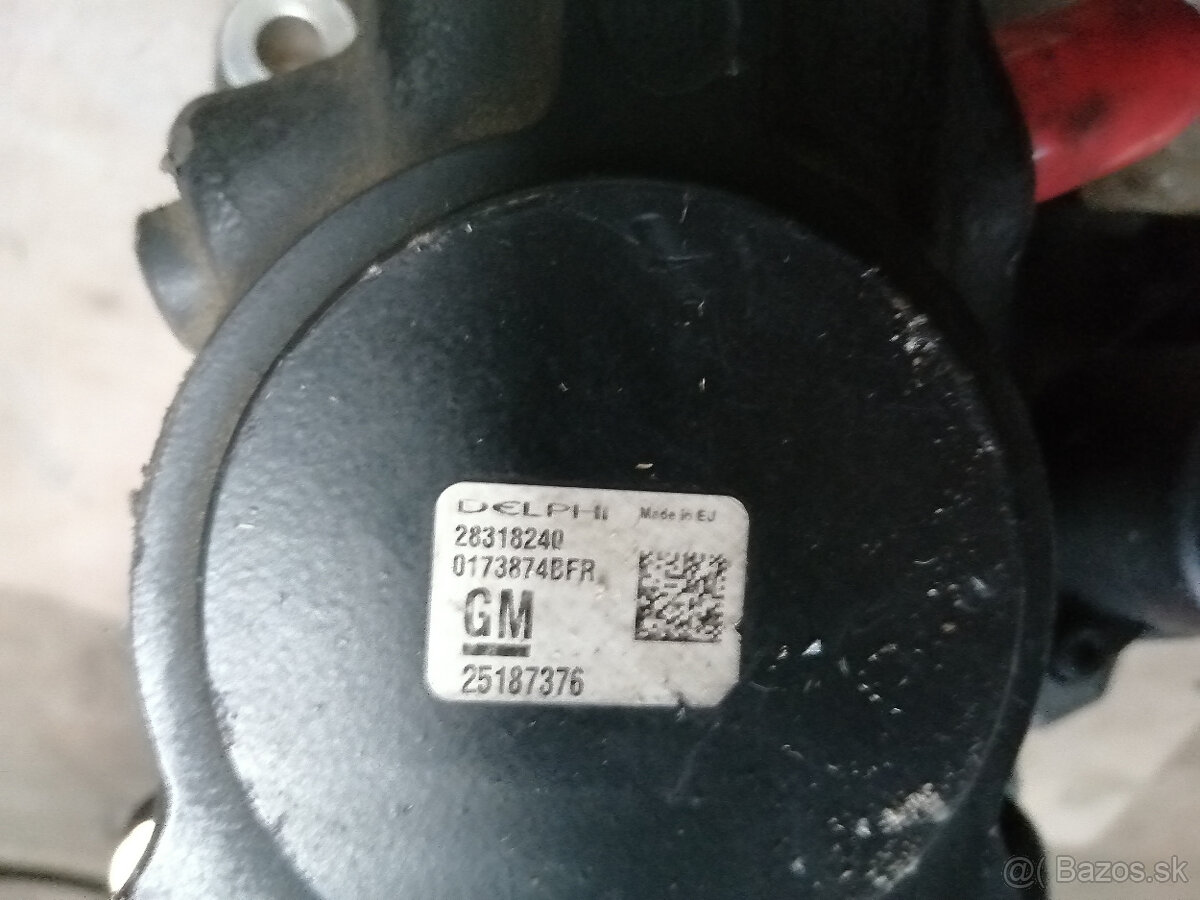 DELPHI Made in EU
28318240
0173874BFR
GM
25187376
@( Bazos.sk